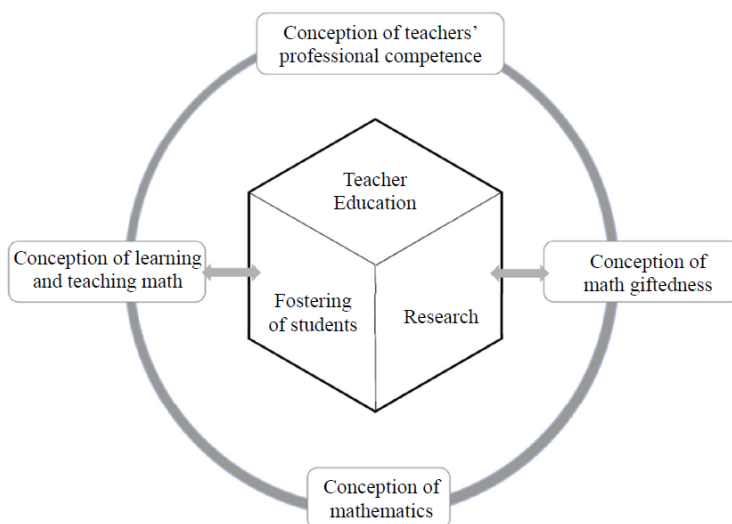 Conception of teachers'
professional competence
Teacher
Education
Conception of learning
and teaching math
Conception of
math giftedness
Fostering
of students
Research
Conception of
mathematics